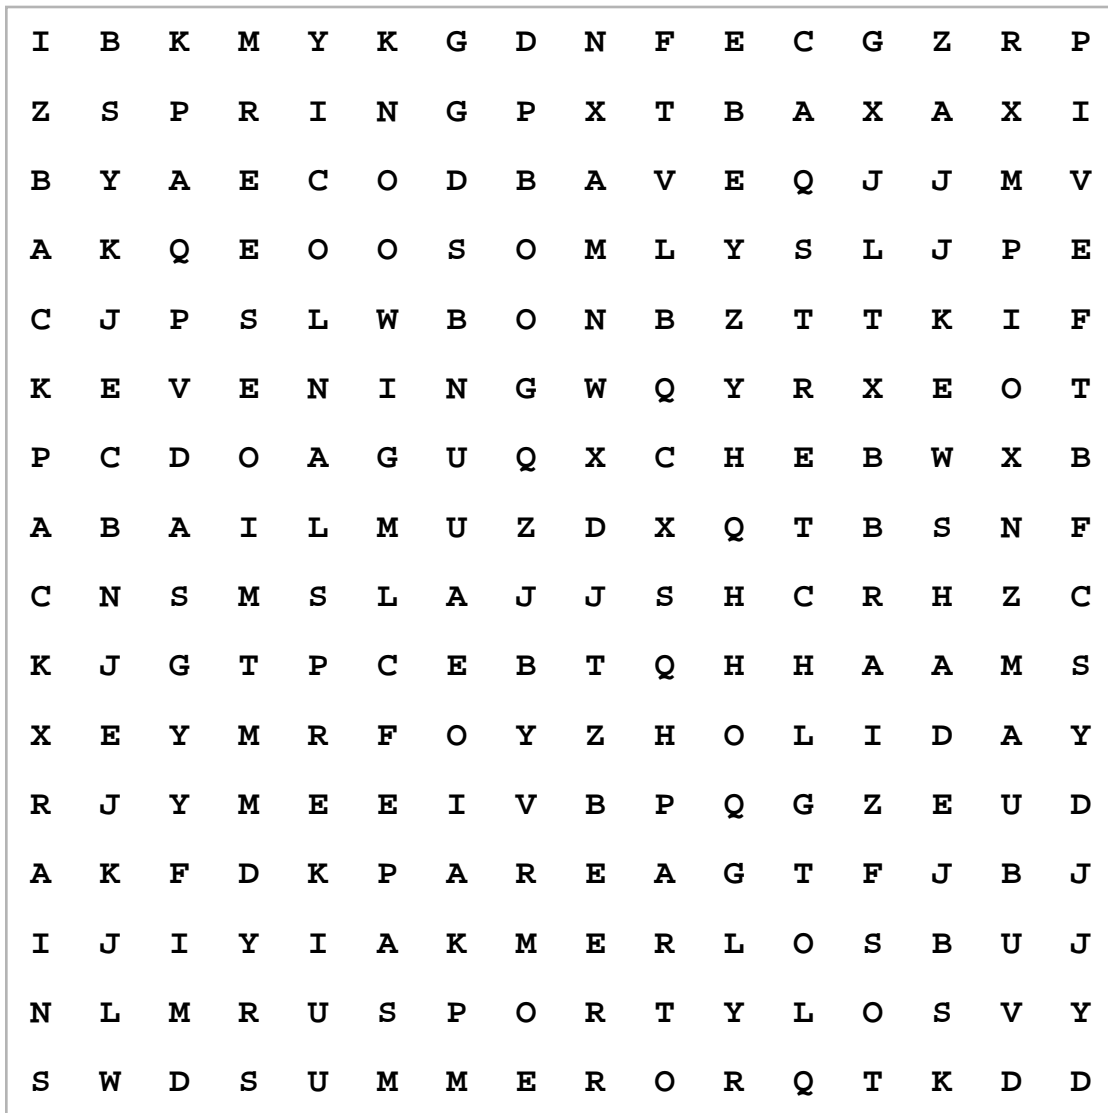 I B K M Y K G D N F E C G Z R P
Z S P R I N G P X T B A X A X I
B Y A E C O D B A V E Q J J M V
A K Q E O O S O M L Y S L J P E
C J P S L W B O N B Z T T K I F
K E V E N I N G W Q Y R X E O T
P C D O A G U Q X C H E B W X B
A B A I L M U Z D X Q T B S N F
C N S M S L A J J S H C R H Z C
K J G T P C E B T Q H H A A M S
X E Y M R F O Y Z H O L I D A Y
R J Y M E E I V B P Q G Z E U D
A K F D K P A R E A G T F J B J
I J I Y I A K M E R L O S B U J
N L M R U S P O R T Y L O S V Y
S W D S U M M E R O R Q T K D D